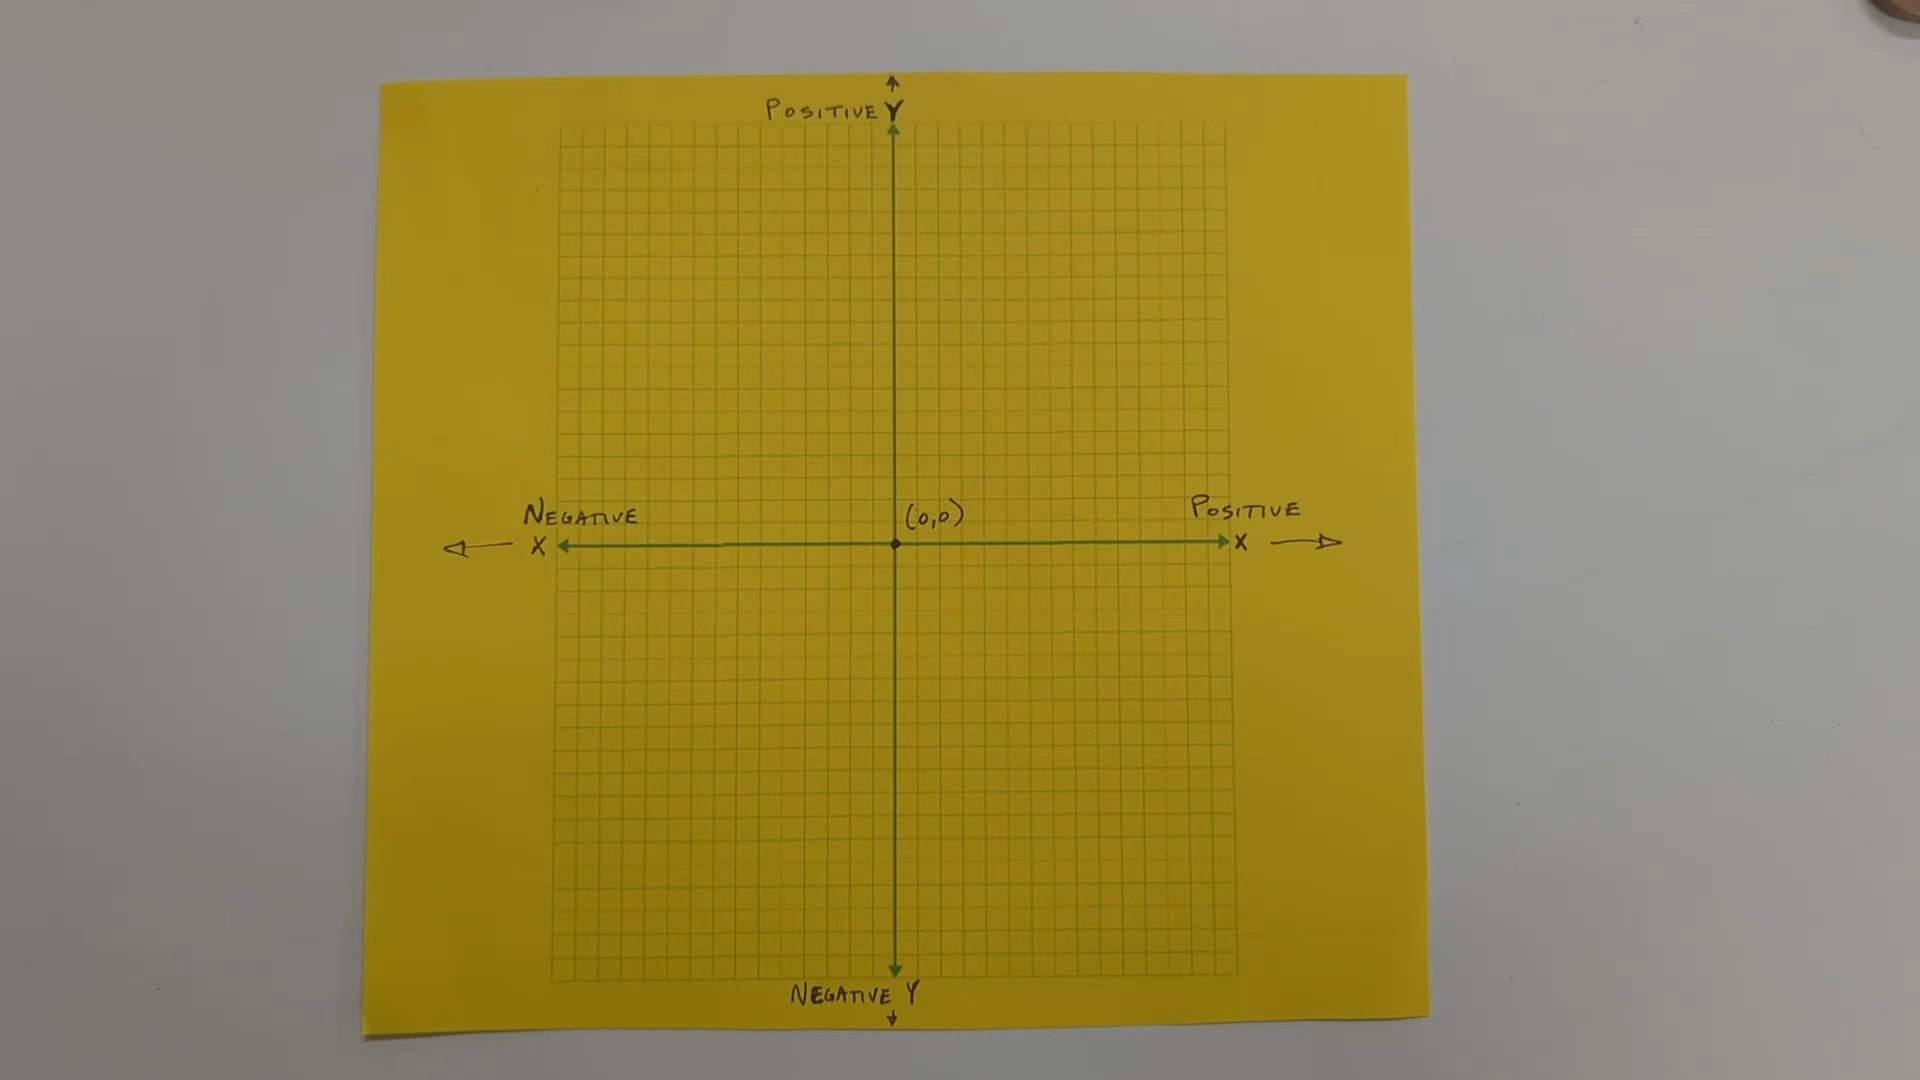 POSITIVE Y
NEGATIVE
X
(0,0)
POSITIVE
X
NEGATIVE Y